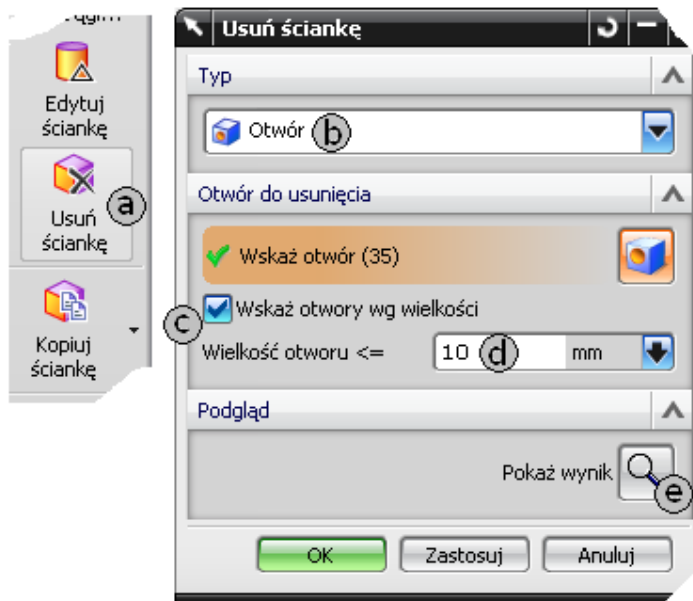 Edytuj
ściankę
Usuń
ściankę
a
Kopiuj
ściankę
Usuń ściankę
Typ
Otwór b
Otwór do usunięcia
Wskaż otwór (35)
c Wskaż otwory wg wielkości
Wielkość otworu <= 10 d mm
Podgląd
Pokaż wynik
e
OK Zastosuj Anuluj